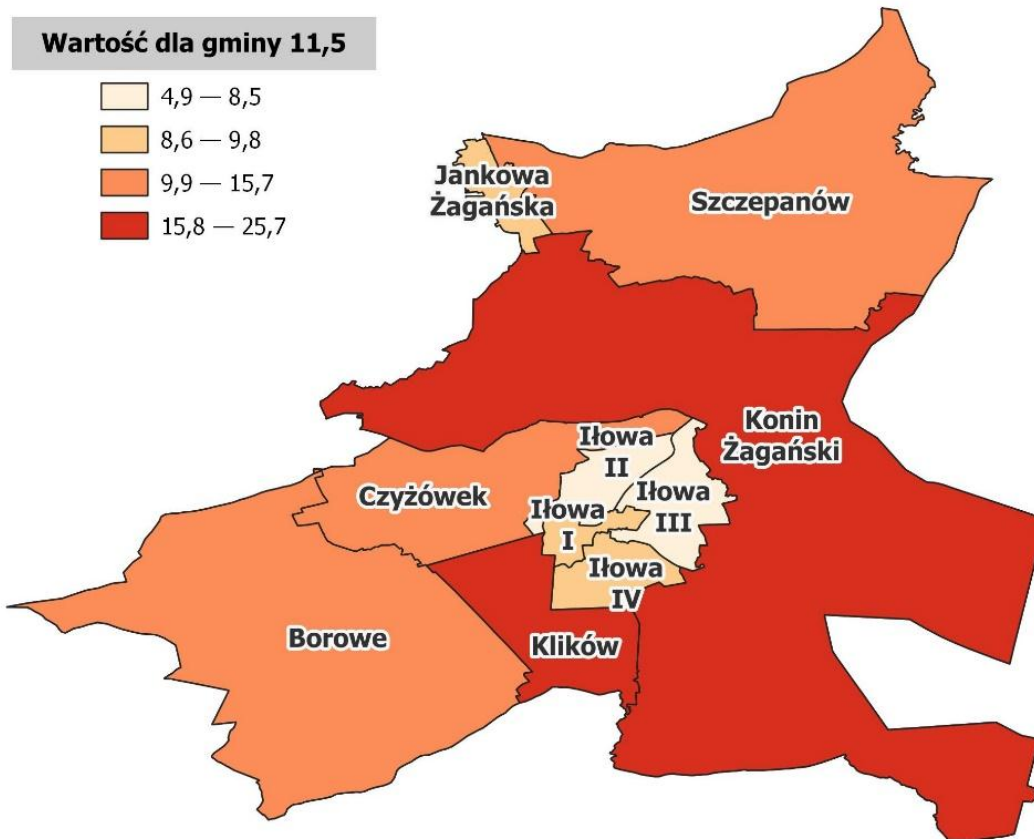 Wartość dla gminy 11,5
4,9 — 8,5
8,6 — 9,8
9,9 — 15,7
15,8 — 25,7
Jankowa
Żagańska
Szczepanów
Konin
Żagański
Iłowa
II
Iłowa
III
Czyżówek
Iłowa
I
Iłowa
IV
Borowe
Klików